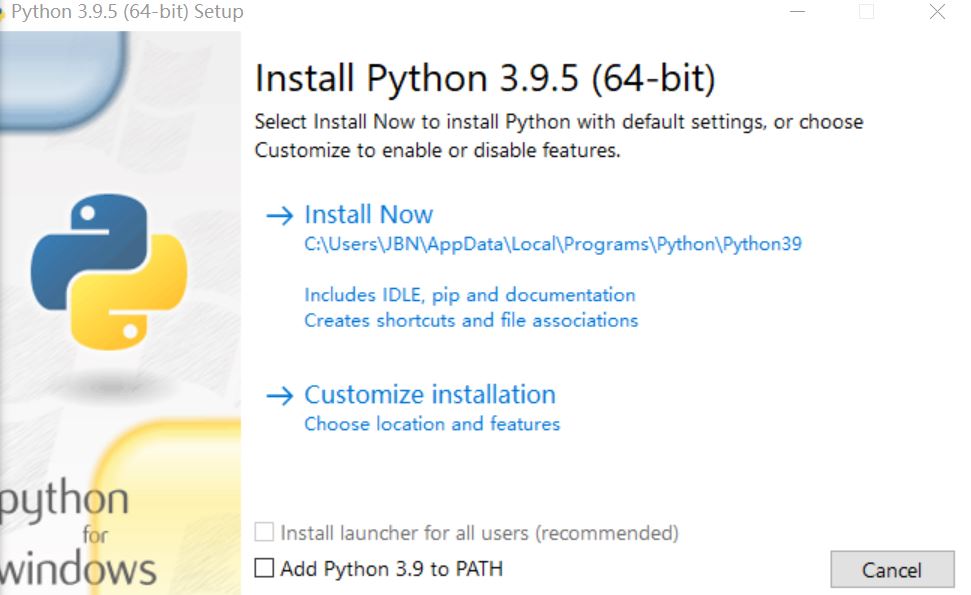 Python 3.9.5 (64-bit) Setup
Install Python 3.9.5 (64-bit)
Select Install Now to install Python with default settings, or choose
Customize to enable or disable features.
Install Now
C:\Users\JBN\AppData\Local\Programs\Python\Python39
Includes IDLE, pip and documentation
Creates shortcuts and file associations
Customize installation
Choose location and features
python
for
windows
Install launcher for all users (recommended)
Add Python 3.9 to PATH
Cancel